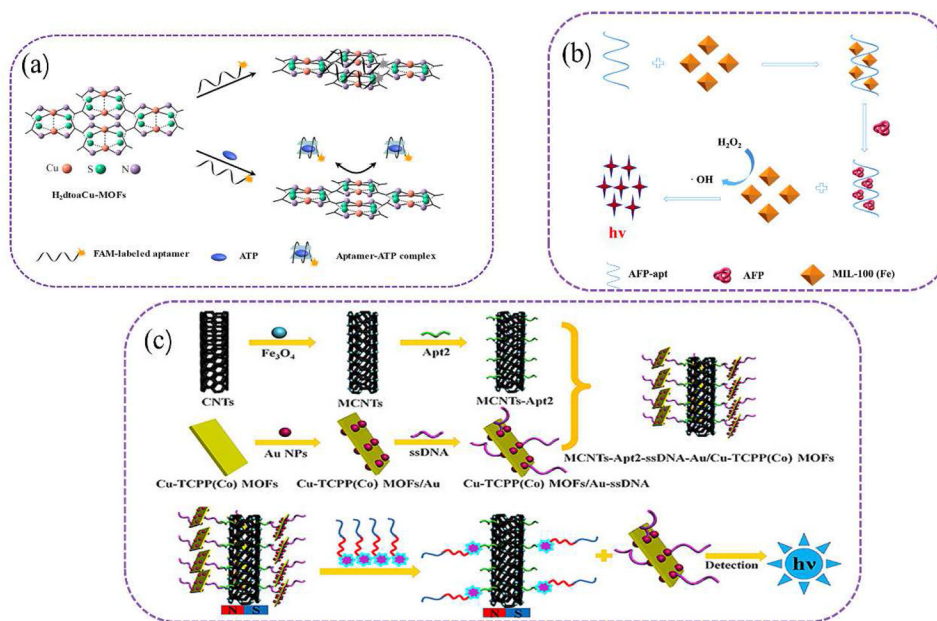 (a)
Cu S N
H₂dtoaCu-MOFs
FAM-labeled aptamer ATP Aptamer-ATP complex
(b)
H₂O₂
· OH
hν
AFP-apt AFP MIL-100 (Fe)
(c)
Fe₃O₄ Apt2
CNTs MCNTs MCNTs-Apt2
Au NPs ssDNA
MCNTs-Apt2-ssDNA-Au/Cu-TCPP(Co) MOFs
Cu-TCPP(Co) MOFs Cu-TCPP(Co) MOFs/Au Cu-TCPP(Co) MOFs/Au-ssDNA
Detection hν
N S N S